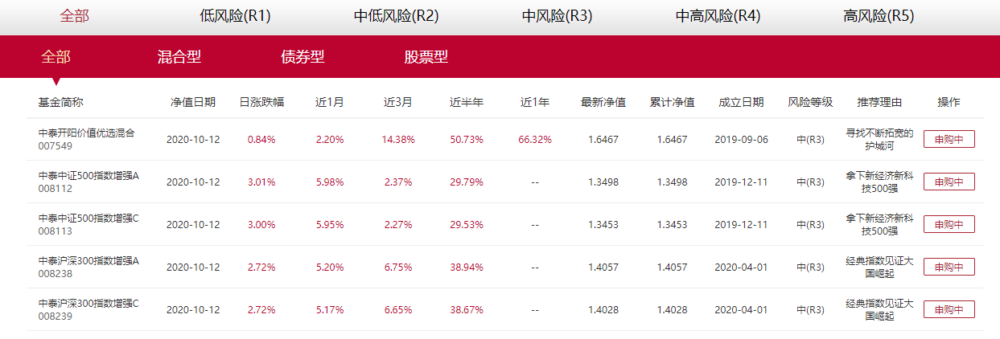 全部 低风险(R1) 中低风险(R2) 中风险(R3) 中高风险(R4) 高风险(R5)
全部 混合型 债券型 股票型
基金简称 净值日期 日涨跌幅 近1月 近3月 近半年 近1年 最新净值 累计净值 成立日期 风险等级 推荐理由 操作
中泰开阳价值优选混合 寻找不断拓宽的
2020-10-12 0.84% 2.20% 14.38% 50.73% 66.32% 1.6467 1.6467 2019-09-06 中(R3) 申购中
007549 护城河
中泰中证500指数增强A 拿下新经济新科
2020-10-12 3.01% 5.98% 2.37% 29.79% -- 1.3498 1.3498 2019-12-11 中(R3) 申购中
008112 技500强
中泰中证500指数增强C 拿下新经济新科
2020-10-12 3.00% 5.95% 2.27% 29.53% -- 1.3453 1.3453 2019-12-11 中(R3) 申购中
008113 技500强
中泰沪深300指数增强A 经典指数见证大
2020-10-12 2.72% 5.20% 6.75% 38.94% -- 1.4057 1.4057 2020-04-01 中(R3) 申购中
008238 国崛起
中泰沪深300指数增强C 经典指数见证大
2020-10-12 2.72% 5.17% 6.65% 38.67% -- 1.4028 1.4028 2020-04-01 中(R3) 申购中
008239 国崛起